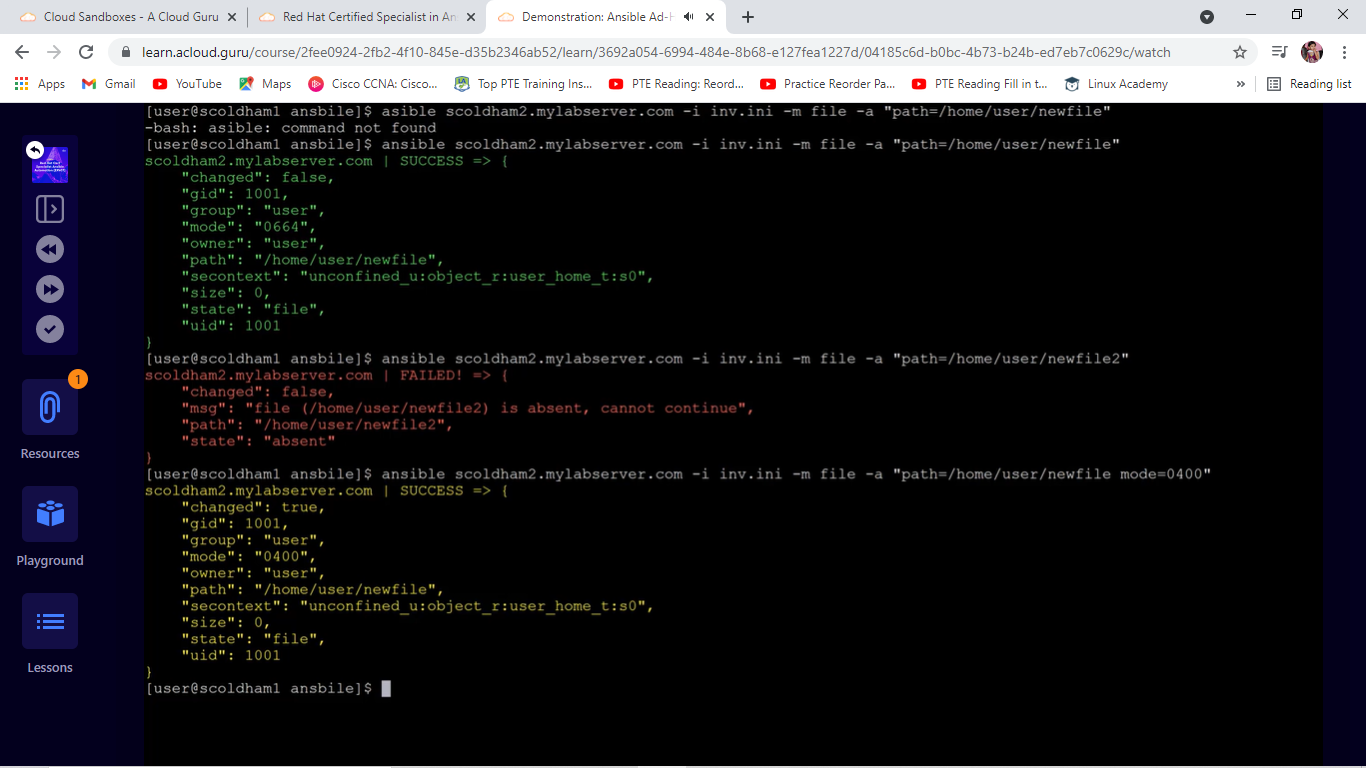 Cloud Sandboxes - A Cloud Guru
Red Hat Certified Specialist in An
Demonstration: Ansible Ad-H
learn.acloud.guru/course/2fee0924-2fb2-4f10-845e-d35b2346ab52/learn/3692a054-6994-484e-8b68-e127fea1227d/04185c6d-b0bc-4b73-b24b-ed7eb7c0629c/watch
Apps
Gmail
YouTube
Maps
Cisco CCNA: Cisco...
Top PTE Training Ins...
PTE Reading: Reord...
Practice Reorder Pa...
PTE Reading Fill in t...
Linux Academy
»
Reading list
[user@scoldham1 ansbile]$ asible scoldham2.mylabserver.com -i inv.ini -m file -a "path=/home/user/newfile"
-bash: asible: command not found
[user@scoldham1 ansbile]$ ansible scoldham2.mylabserver.com -i inv.ini -m file -a "path=/home/user/newfile"
scoldham2.mylabserver.com | SUCCESS => {
"changed": false,
"gid": 1001,
"group": "user",
"mode": "0664",
"owner": "user",
"path": "/home/user/newfile",
"secontext": "unconfined_u:object_r:user_home_t:s0",
"size": 0,
"state": "file",
"uid": 1001
}
[user@scoldham1 ansbile]$ ansible scoldham2.mylabserver.com -i inv.ini -m file -a "path=/home/user/newfile2"
scoldham2.mylabserver.com | FAILED! => {
"changed": false,
"msg": "file (/home/user/newfile2) is absent, cannot continue",
"path": "/home/user/newfile2",
"state": "absent"
}
[user@scoldham1 ansbile]$ ansible scoldham2.mylabserver.com -i inv.ini -m file -a "path=/home/user/newfile mode=0400"
scoldham2.mylabserver.com | SUCCESS => {
"changed": true,
"gid": 1001,
"group": "user",
"mode": "0400",
"owner": "user",
"path": "/home/user/newfile",
"secontext": "unconfined_u:object_r:user_home_t:s0",
"size": 0,
"state": "file",
"uid": 1001
}
[user@scoldham1 ansbile]$
1
Resources
Playground
Lessons